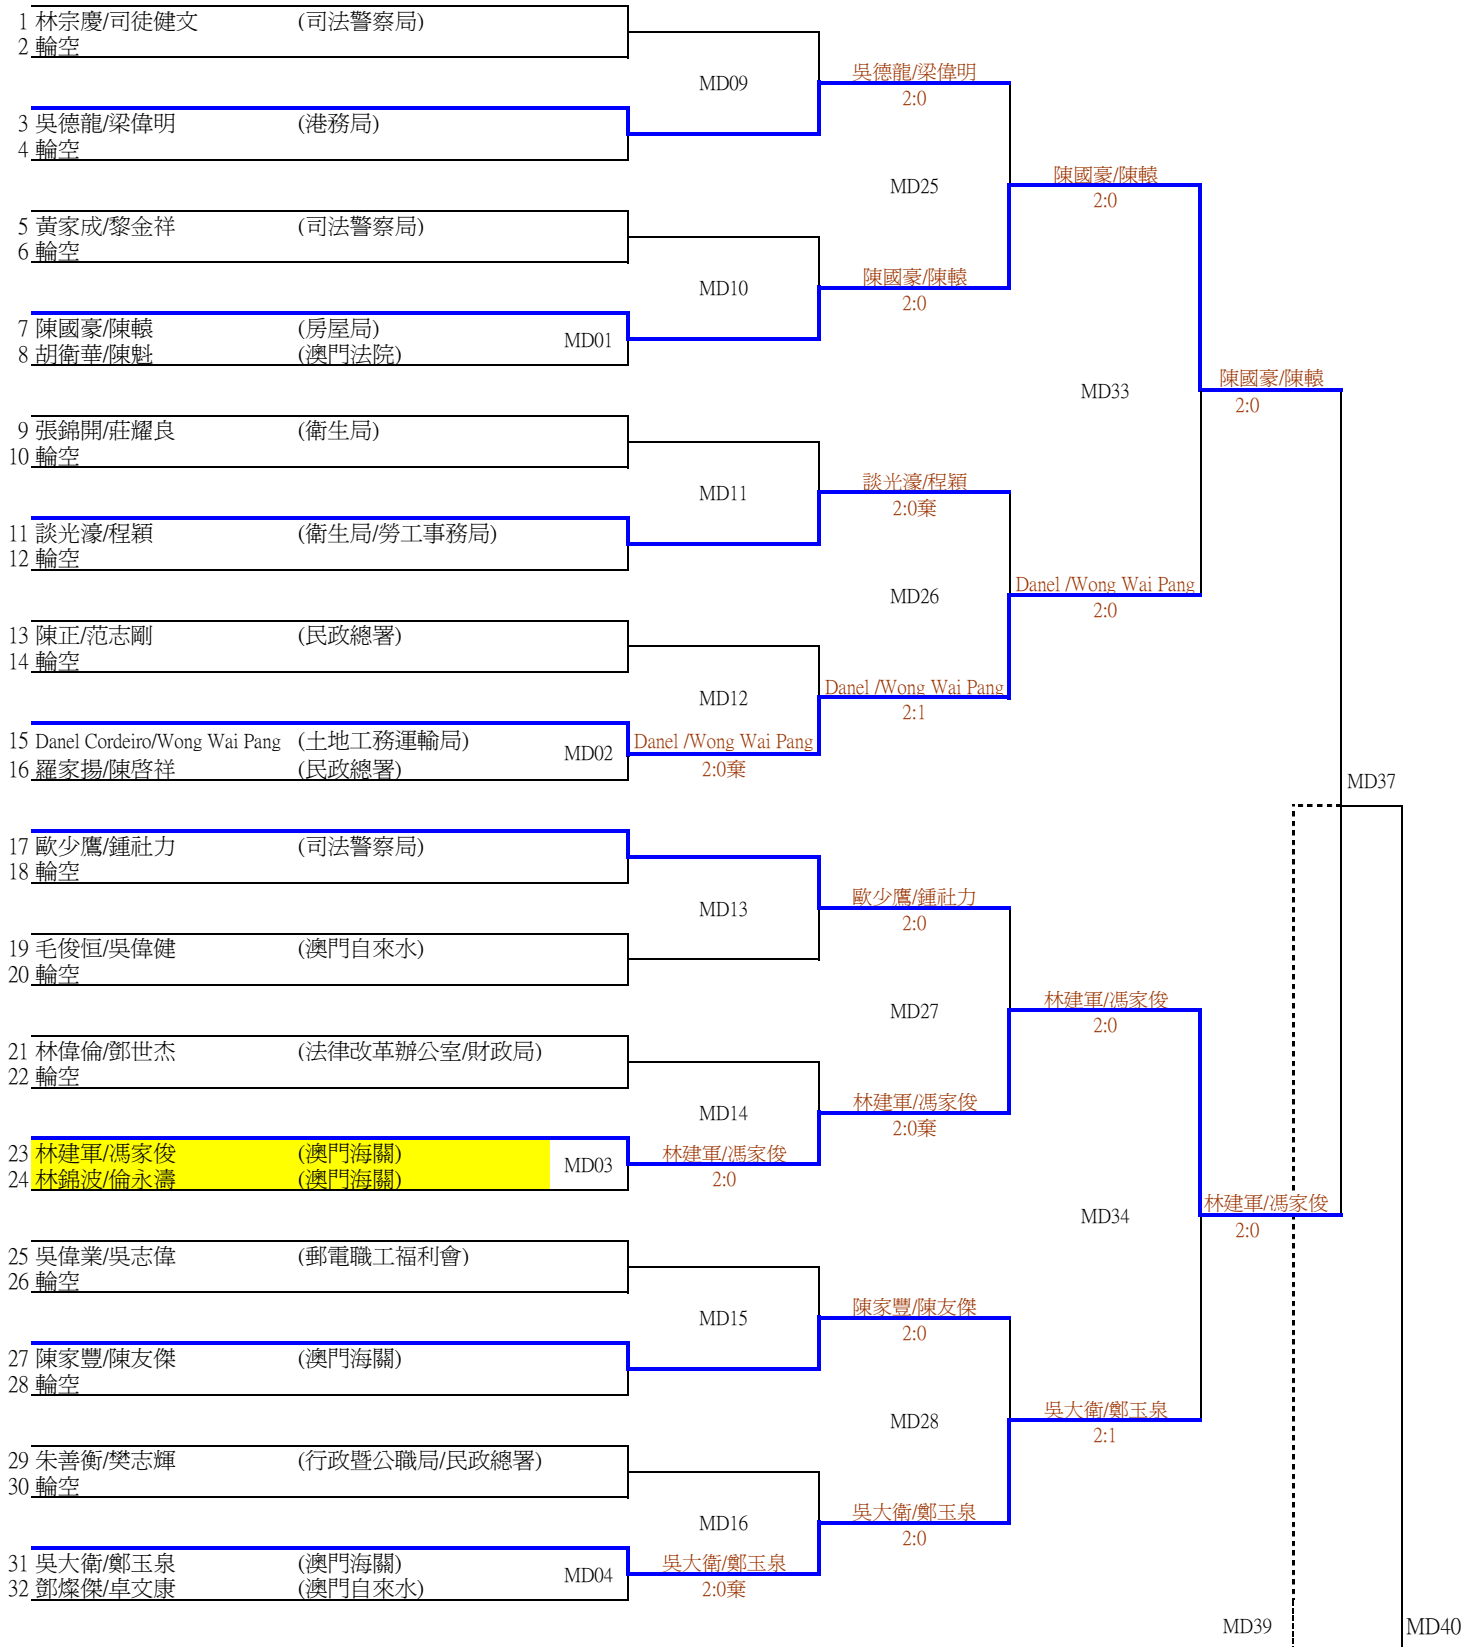 1 林宗慶/司徒健文 (司法警察局)
2 輪空
MD09
吳德龍/梁偉明
2:0
3 吳德龍/梁偉明 (港務局)
4 輪空
MD25
陳國豪/陳轅
2:0
5 黃家成/黎金祥 (司法警察局)
6 輪空
MD10
陳國豪/陳轅
2:0
7 陳國豪/陳轅 (房屋局)
8 胡衛華/陳魁 (澳門法院)
MD01
MD33
陳國豪/陳轅
2:0
9 張錦開/莊耀良 (衛生局)
10 輪空
MD11
談光濠/程穎
2:0棄
11 談光濠/程穎 (衛生局/勞工事務局)
12 輪空
MD26
Danel /Wong Wai Pang
2:0
13 陳正/范志剛 (民政總署)
14 輪空
MD12
Danel /Wong Wai Pang
2:1
15 Danel Cordeiro/Wong Wai Pang (土地工務運輸局)
16 羅家揚/陳啓祥 (民政總署)
MD02
Danel /Wong Wai Pang
2:0棄
MD37
17 歐少鷹/鍾社力 (司法警察局)
18 輪空
MD13
歐少鷹/鍾社力
2:0
19 毛俊恒/吳偉健 (澳門自來水)
20 輪空
MD27
林建軍/馮家俊
2:0
21 林偉倫/鄧世杰 (法律改革辦公室/財政局)
22 輪空
MD14
林建軍/馮家俊
2:0棄
23 林建軍/馮家俊 (澳門海關)
24 林錦波/倫永濤 (澳門海關)
MD03
林建軍/馮家俊
2:0
MD34
林建軍/馮家俊
2:0
25 吳偉業/吳志偉 (郵電職工福利會)
26 輪空
MD15
陳家豐/陳友傑
2:0
27 陳家豐/陳友傑 (澳門海關)
28 輪空
MD28
吳大衛/鄭玉泉
2:1
29 朱善衡/樊志輝 (行政暨公職局/民政總署)
30 輪空
MD16
吳大衛/鄭玉泉
2:0
31 吳大衛/鄭玉泉 (澳門海關)
32 鄧燦傑/卓文康 (澳門自來水)
MD04
吳大衛/鄭玉泉
2:0棄
MD39
MD40